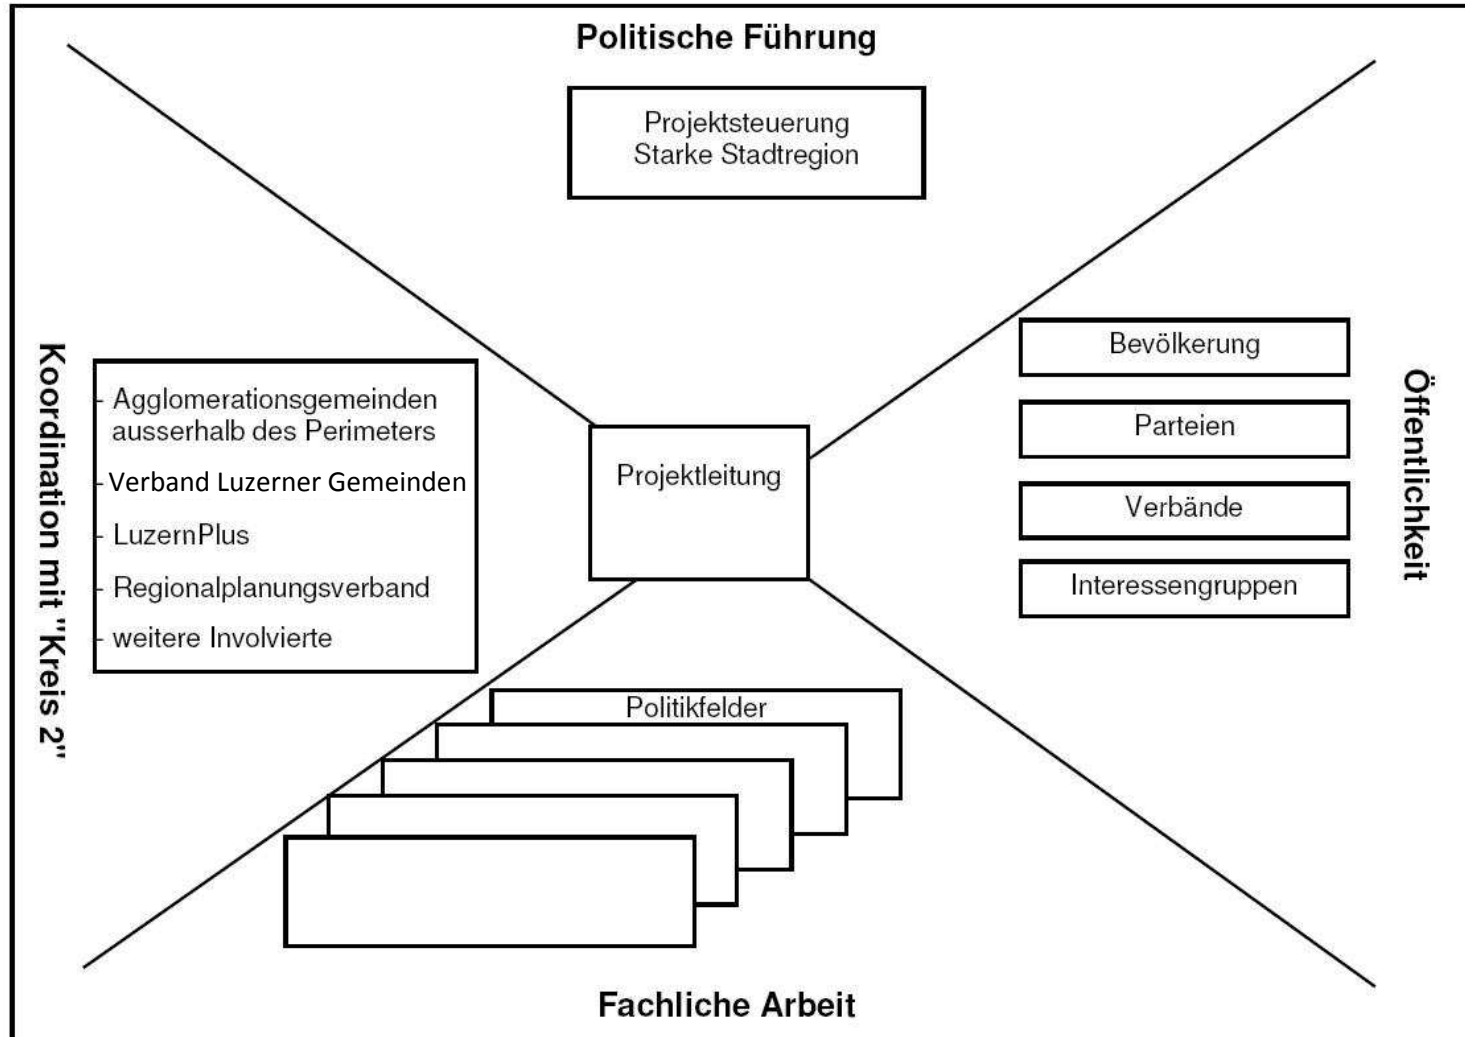 Politische Führung
Projektsteuerung
Starke Stadtregion
Koordination mit "Kreis 2"
- Agglomerationsgemeinden
ausserhalb des Perimeters
- Verband Luzerner Gemeinden
- LuzernPlus
- Regionalplanungsverband
- weitere Involvierte
Projektleitung
Bevölkerung
Parteien
Verbände
Interessengruppen
Öffentlichkeit
Politikfelder
Fachliche Arbeit